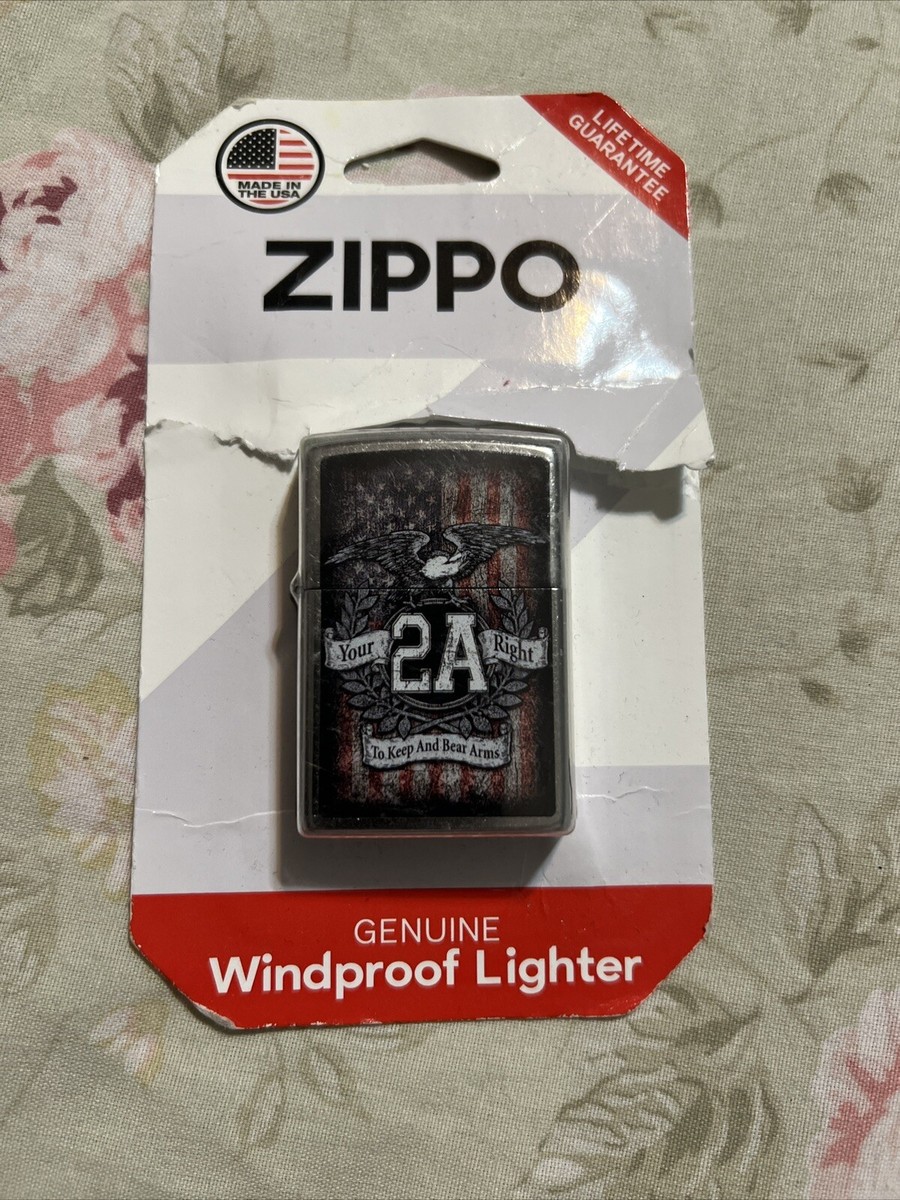 MADE IN
THE USA
LIFETIME
GUARANTEE
ZIPPO
Your 2A Right
To Keep And Bear Arms
GENUINE
Windproof Lighter